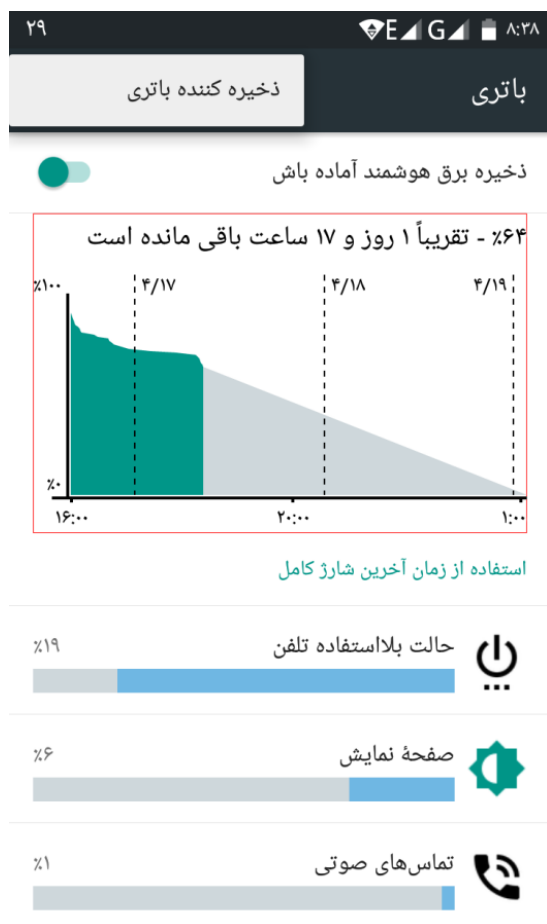 ۲۹ E G ۸:۳۸
باتری
ذخیره کننده باتری
ذخیره برق هوشمند آماده باش
٪۶۴ - تقریباً ۱ روز و ۱۷ ساعت باقی مانده است
٪۱۰۰ ۴/۱۷ ۴/۱۸ ۴/۱۹
٪۰
۱۶:۰۰ ۲۰:۰۰ ۱:۰۰
استفاده از زمان آخرین شارژ کامل
حالت بلااستفاده تلفن ٪۱۹
صفحهٔ نمایش ٪۶
تماس‌های صوتی ٪۱